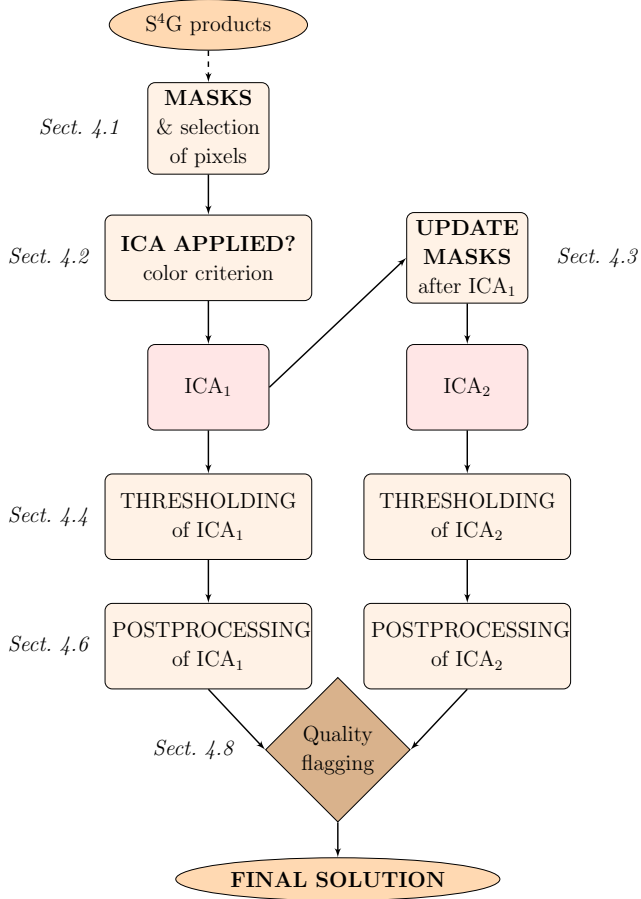 S⁴G products
Sect. 4.1
MASKS
& selection
of pixels
Sect. 4.2
ICA APPLIED?
color criterion
UPDATE
MASKS
after ICA₁
Sect. 4.3
ICA₁
ICA₂
Sect. 4.4
THRESHOLDING
of ICA₁
THRESHOLDING
of ICA₂
Sect. 4.6
POSTPROCESSING
of ICA₁
POSTPROCESSING
of ICA₂
Sect. 4.8
Quality
flagging
FINAL SOLUTION